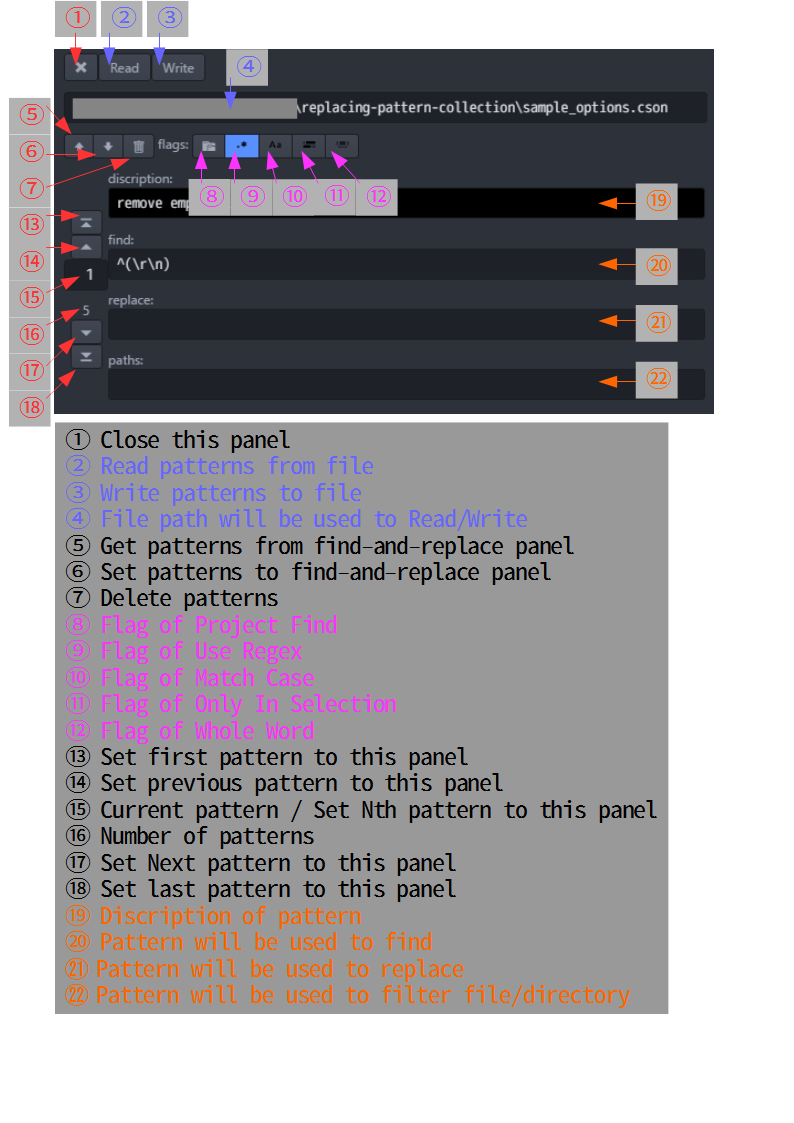 ① ② ③
Read Write
④
\replacing-pattern-collection\sample_options.cson
⑤
flags: .* Aa
⑥
⑦ ⑧ ⑨ ⑩ ⑪ ⑫
discription:
remove ⑲
⑬
find:
⑭ ^(\r\n) ⑳
1
⑮ replace:
5 ㉑
⑯
paths:
⑰ ㉒
⑱
① Close this panel
② Read patterns from file
③ Write patterns to file
④ File path will be used to Read/Write
⑤ Get patterns from find-and-replace panel
⑥ Set patterns to find-and-replace panel
⑦ Delete patterns
⑧ Flag of Project Find
⑨ Flag of Use Regex
⑩ Flag of Match Case
⑪ Flag of Only In Selection
⑫ Flag of Whole Word
⑬ Set first pattern to this panel
⑭ Set previous pattern to this panel
⑮ Current pattern / Set Nth pattern to this panel
⑯ Number of patterns
⑰ Set Next pattern to this panel
⑱ Set last pattern to this panel
⑲ Discription of pattern
⑳ Pattern will be used to find
㉑ Pattern will be used to replace
㉒ Pattern will be used to filter file/directory